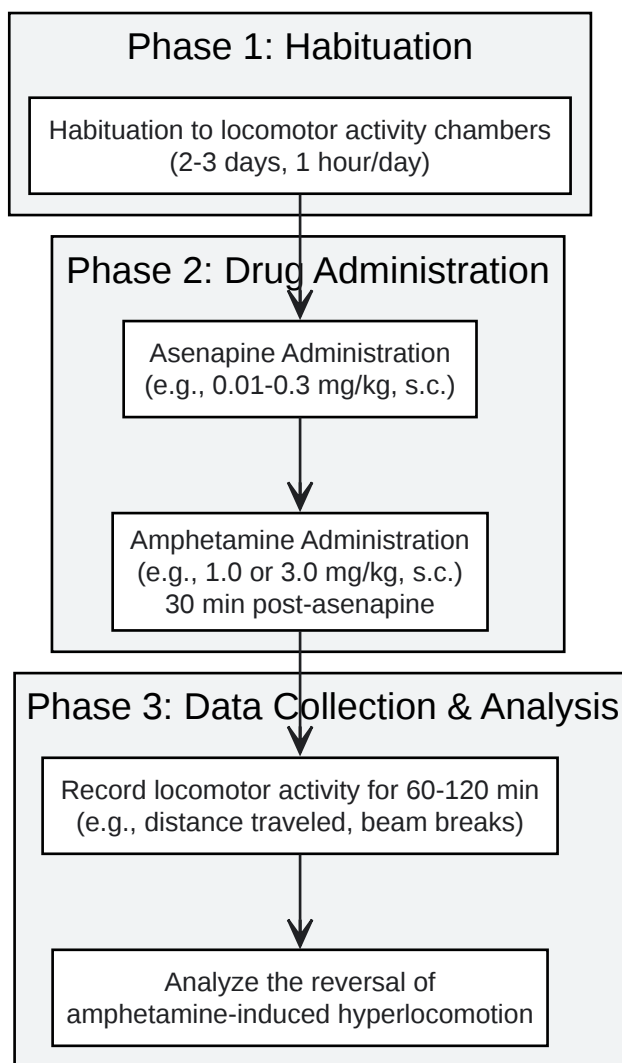 Phase 1: Habituation
Habituation to locomotor activity chambers
(2-3 days, 1 hour/day)
Phase 2: Drug Administration
Asenapine Administration
(e.g., 0.01-0.3 mg/kg, s.c.)
Amphetamine Administration
(e.g., 1.0 or 3.0 mg/kg, s.c.)
30 min post-asenapine
Phase 3: Data Collection & Analysis
Record locomotor activity for 60-120 min
(e.g., distance traveled, beam breaks)
Analyze the reversal of
amphetamine-induced hyperlocomotion